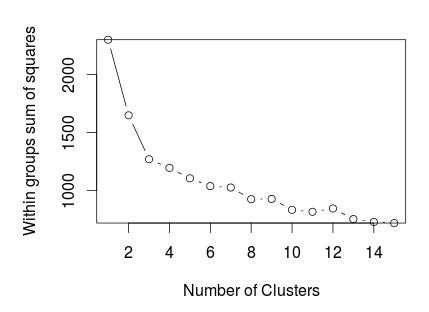 Within groups sum of squares
2000
1500
1000
2 4 6 8 10 12 14
Number of Clusters